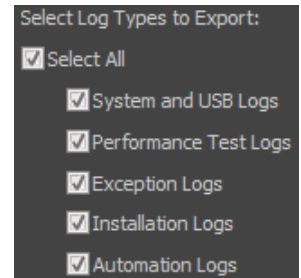 Select Log Types to Export:
Select All
System and USB Logs
Performance Test Logs
Exception Logs
Installation Logs
Automation Logs